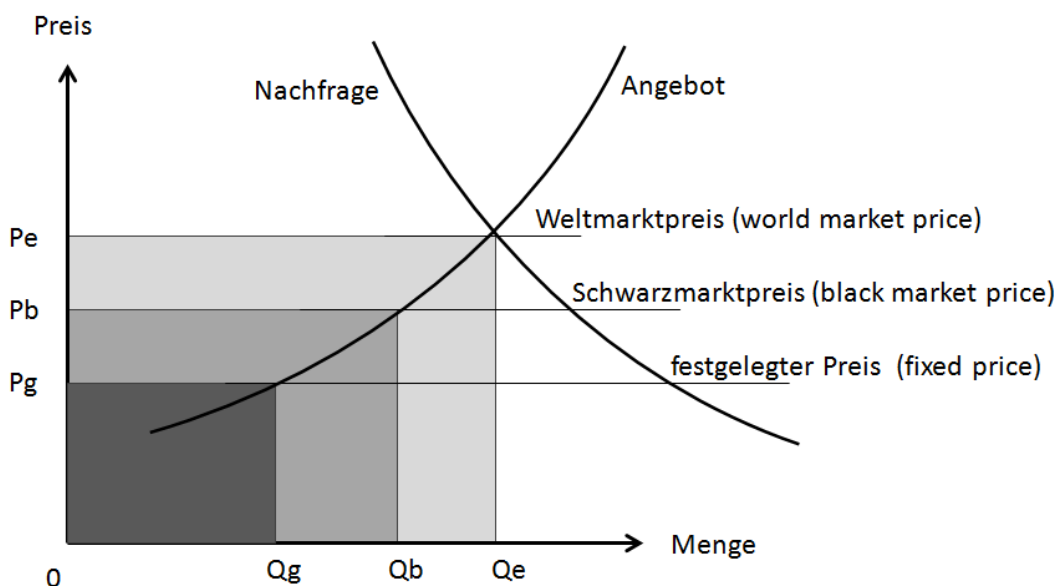 Preis
Nachfrage
Angebot
Pe
Weltmarktpreis (world market price)
Pb
Schwarzmarktpreis (black market price)
Pg
festgelegter Preis (fixed price)
Menge
0
Qg
Qb
Qe